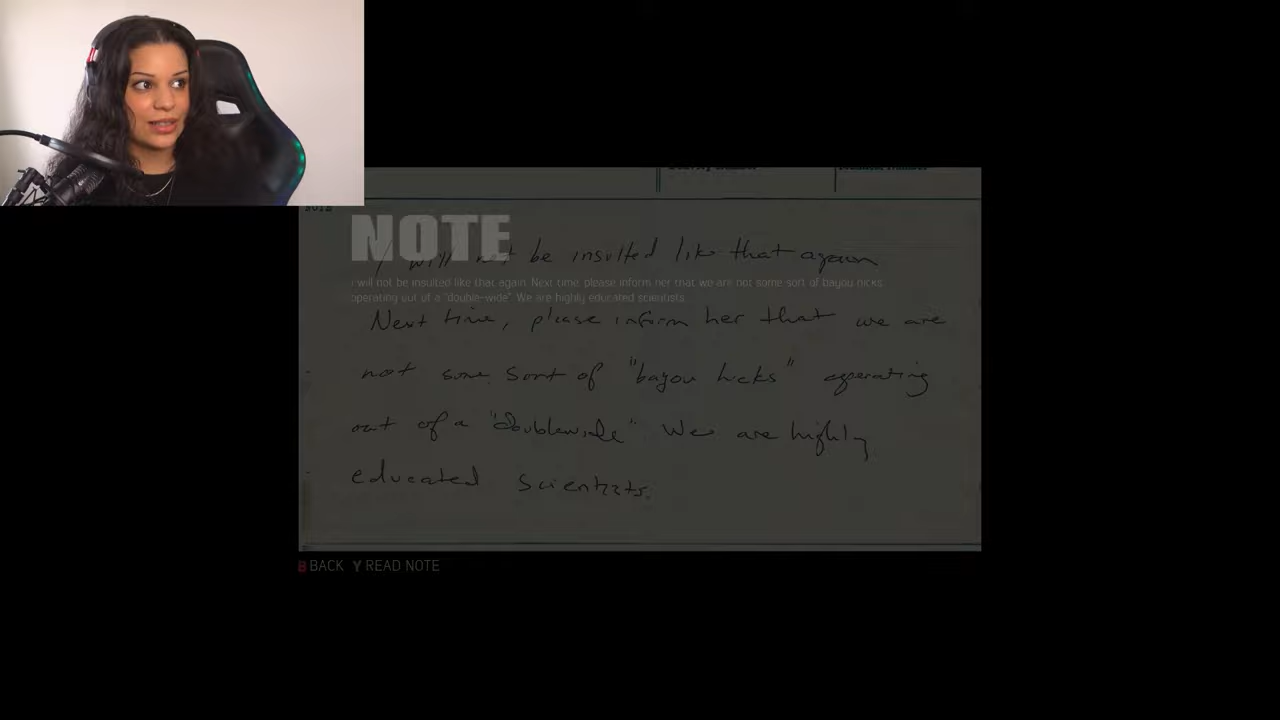 NOTE
NOTE
I will not be insulted like that again
I will not be insulted like that again. Next time please inform her that we are not some sort of bayou hicks
operating out of a "double-wide". We are highly educated scientists
Next time, please inform her that we are
not some sort of "bayou hicks" operating
out of a "doublewide". We are highly
educated scientists.
B BACK Y READ NOTE